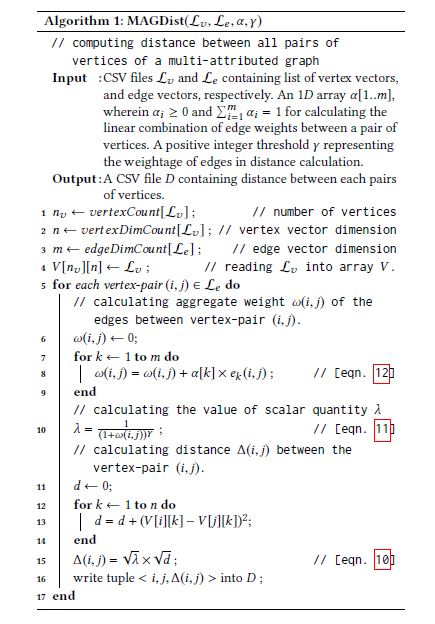 Algorithm 1: MAGDist(ℒᵥ, ℒₑ, α, γ)
// computing distance between all pairs of
vertices of a multi-attributed graph
Input :CSV files ℒᵥ and ℒₑ containing list of vertex vectors,
and edge vectors, respectively. An 1D array α[1..m],
wherein αᵢ ≥ 0 and ∑ᵢ₌₁ᵐ αᵢ = 1 for calculating the
linear combination of edge weights between a pair of
vertices. A positive integer threshold γ representing
the weightage of edges in distance calculation.
Output:A CSV file D containing distance between each pairs
of vertices.
1 nᵥ ← vertexCount[ℒᵥ] ; // number of vertices
2 n ← vertexDimCount[ℒᵥ] ; // vertex vector dimension
3 m ← edgeDimCount[ℒₑ] ; // edge vector dimension
4 V[nᵥ][n] ← ℒᵥ ; // reading ℒᵥ into array V.
5 for each vertex-pair (i, j) ∈ ℒₑ do
// calculating aggregate weight ω(i, j) of the
edges between vertex-pair (i, j).
6 ω(i, j) ← 0;
7 for k ← 1 to m do
8 ω(i, j) = ω(i, j) + α[k] × eₖ(i, j) ; // [eqn. 12]
9 end
// calculating the value of scalar quantity λ
10 λ = 1/(1+ω(i,j))^γ ; // [eqn. 11]
// calculating distance Δ(i, j) between the
vertex-pair (i, j).
11 d ← 0;
12 for k ← 1 to n do
13 d = d + (V[i][k] − V[j][k])²;
14 end
15 Δ(i, j) = √λ × √d ; // [eqn. 10]
16 write tuple < i, j, Δ(i, j) > into D ;
17 end